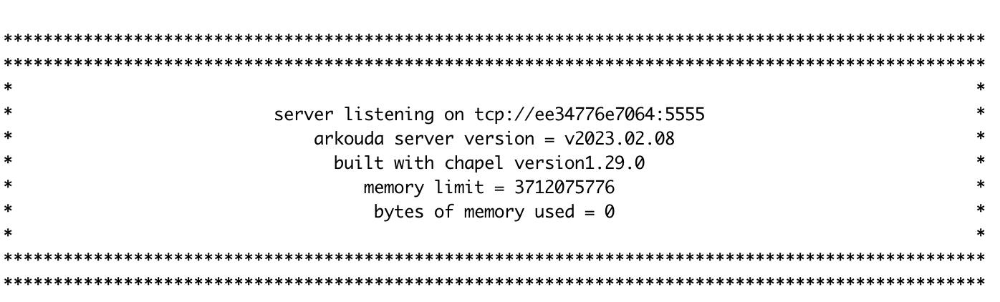 **************************************************************************************************
**************************************************************************************************
* *
* server listening on tcp://ee34776e7064:5555 *
* arkouda server version = v2023.02.08 *
* built with chapel version1.29.0 *
* memory limit = 3712075776 *
* bytes of memory used = 0 *
* *
**************************************************************************************************
**************************************************************************************************